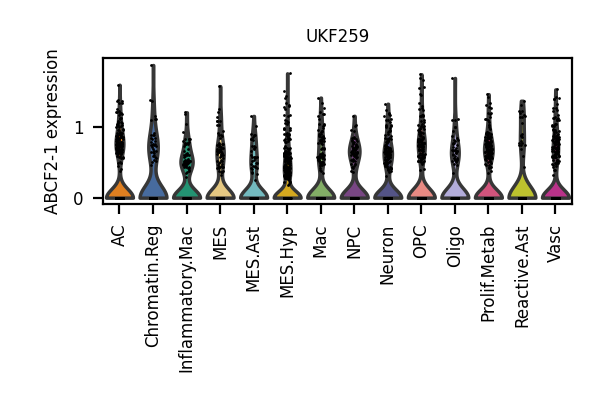 UKF259
ABCF2-1 expression
1
0
AC
Chromatin.Reg
Inflammatory.Mac
MES
MES.Ast
MES.Hyp
Mac
NPC
Neuron
OPC
Oligo
Prolif.Metab
Reactive.Ast
Vasc